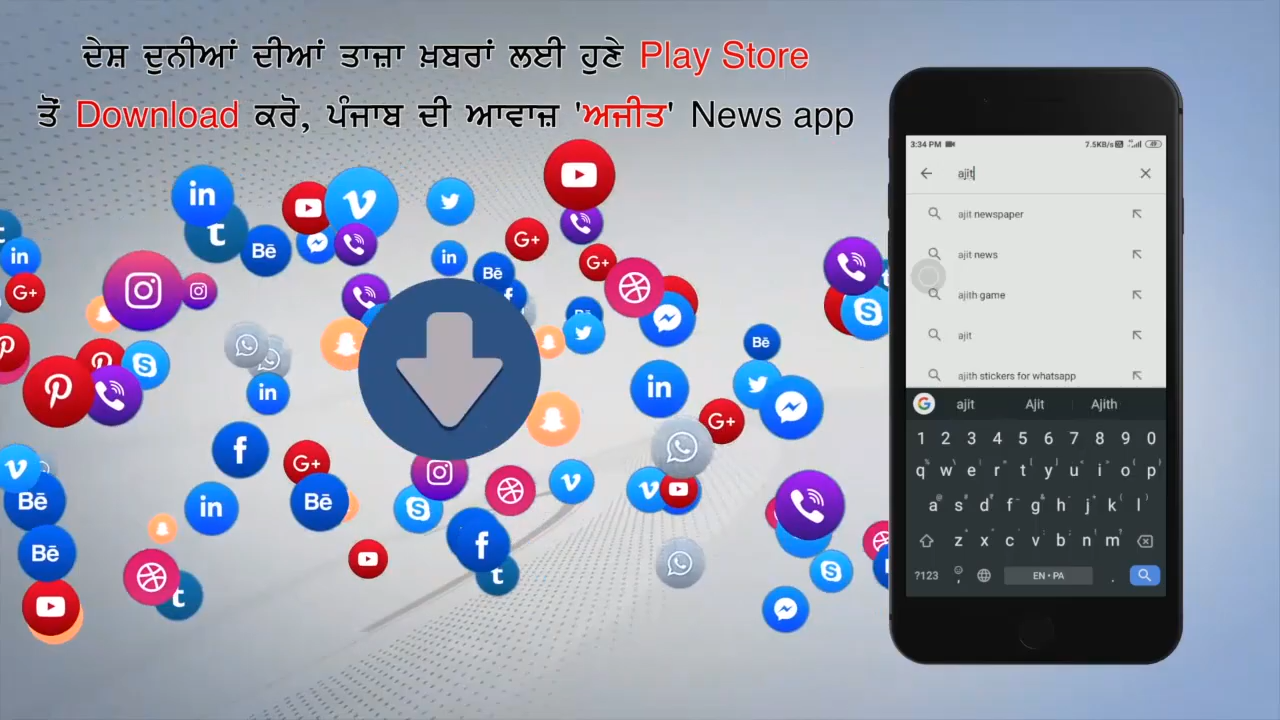 ਦੇਸ਼ ਦੁਨੀਆਂ ਦੀਆਂ ਤਾਜ਼ਾ ਖ਼ਬਰਾਂ ਲਈ ਹੁਣੇ Play Store
ਤੋਂ Download ਕਰੋ, ਪੰਜਾਬ ਦੀ ਆਵਾਜ਼ 'ਅਜੀਤ' News app
3:34 PM 7.5KB/s 49
ajit
ajit newspaper
ajit news
ajith game
ajit
ajith stickers for whatsapp
ajit Ajit Ajith
1 2 3 4 5 6 7 8 9 0
q w e r t y u i o p
a s d f g h j k l
z x c v b n m
?123 , EN • PA .